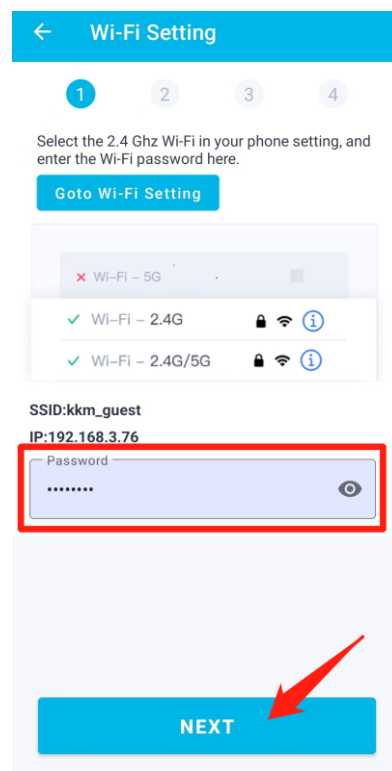 Wi-Fi Setting
1 2 3 4
Select the 2.4 Ghz Wi-Fi in your phone setting, and
enter the Wi-Fi password here.
Goto Wi-Fi Setting
Wi-Fi - 5G
Wi-Fi - 2.4G
Wi-Fi - 2.4G/5G
SSID:kkm_guest
IP:192.168.3.76
Password
••••••••
NEXT